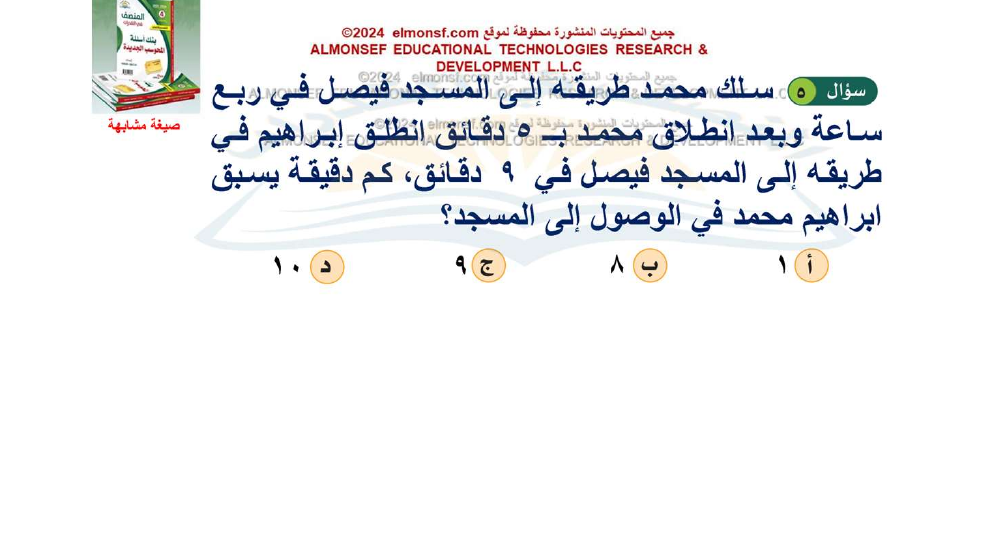 المنصف
في القدرات
بنك أسئلة
المحوسب الجديدة
صيغة مشابهة
جميع المحتويات المنشورة محفوظة لموقع elmonsf.com ©2024
ALMONSEF EDUCATIONAL TECHNOLOGIES RESEARCH &
DEVELOPMENT L.L.C
سؤال ٥ سلك محمد طريقه إلى المسجد فيصل في ربع
ساعة وبعد انطلاق محمد بـ ٥ دقائق انطلق إبراهيم في
طريقه إلى المسجد فيصل في ٩ دقائق، كم دقيقة يسبق
ابراهيم محمد في الوصول إلى المسجد؟
أ ١
ب ٨
ج ٩
د ١٠